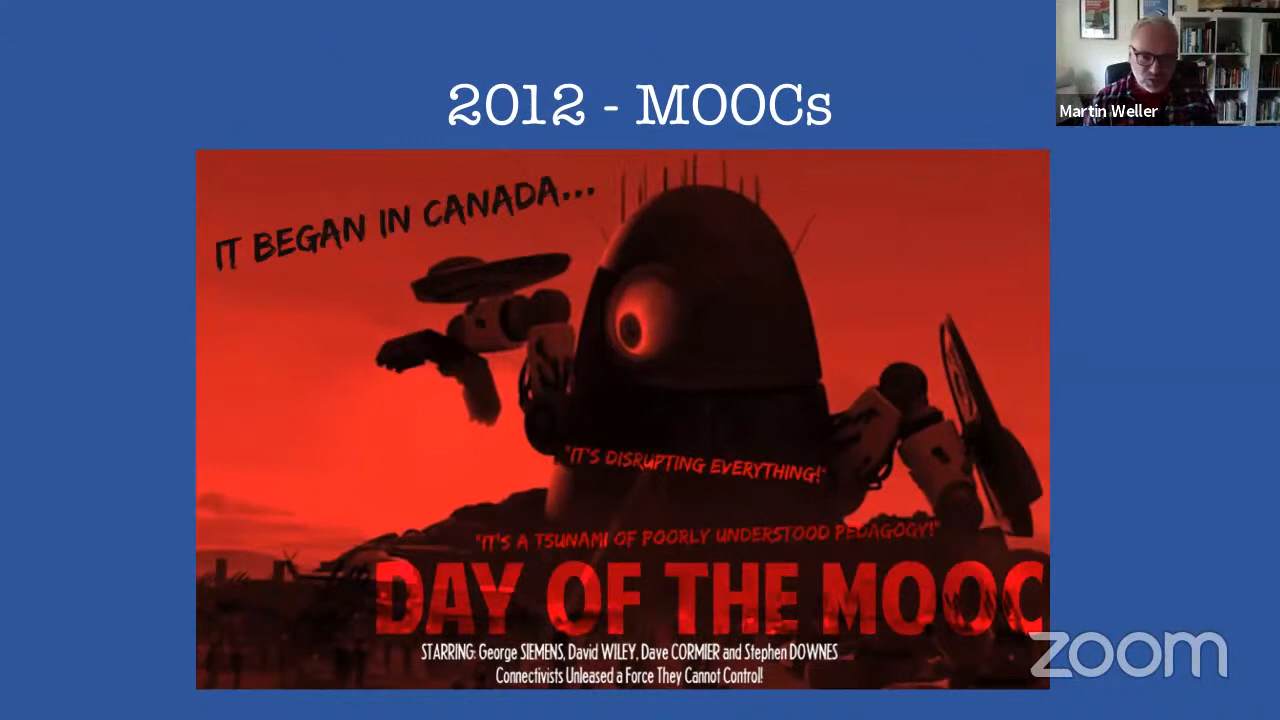 2012 - MOOCs
Martin Weller
IT BEGAN IN CANADA...
"IT'S DISRUPTING EVERYTHING!"
"IT'S A TSUNAMI OF POORLY UNDERSTOOD PEDAGOGY!"
DAY OF THE MOOC
STARRING: George SIEMENS, David WILEY, Dave CORMIER and Stephen DOWNES
Connectivists Unleased a Force They Cannot Control!
zoom